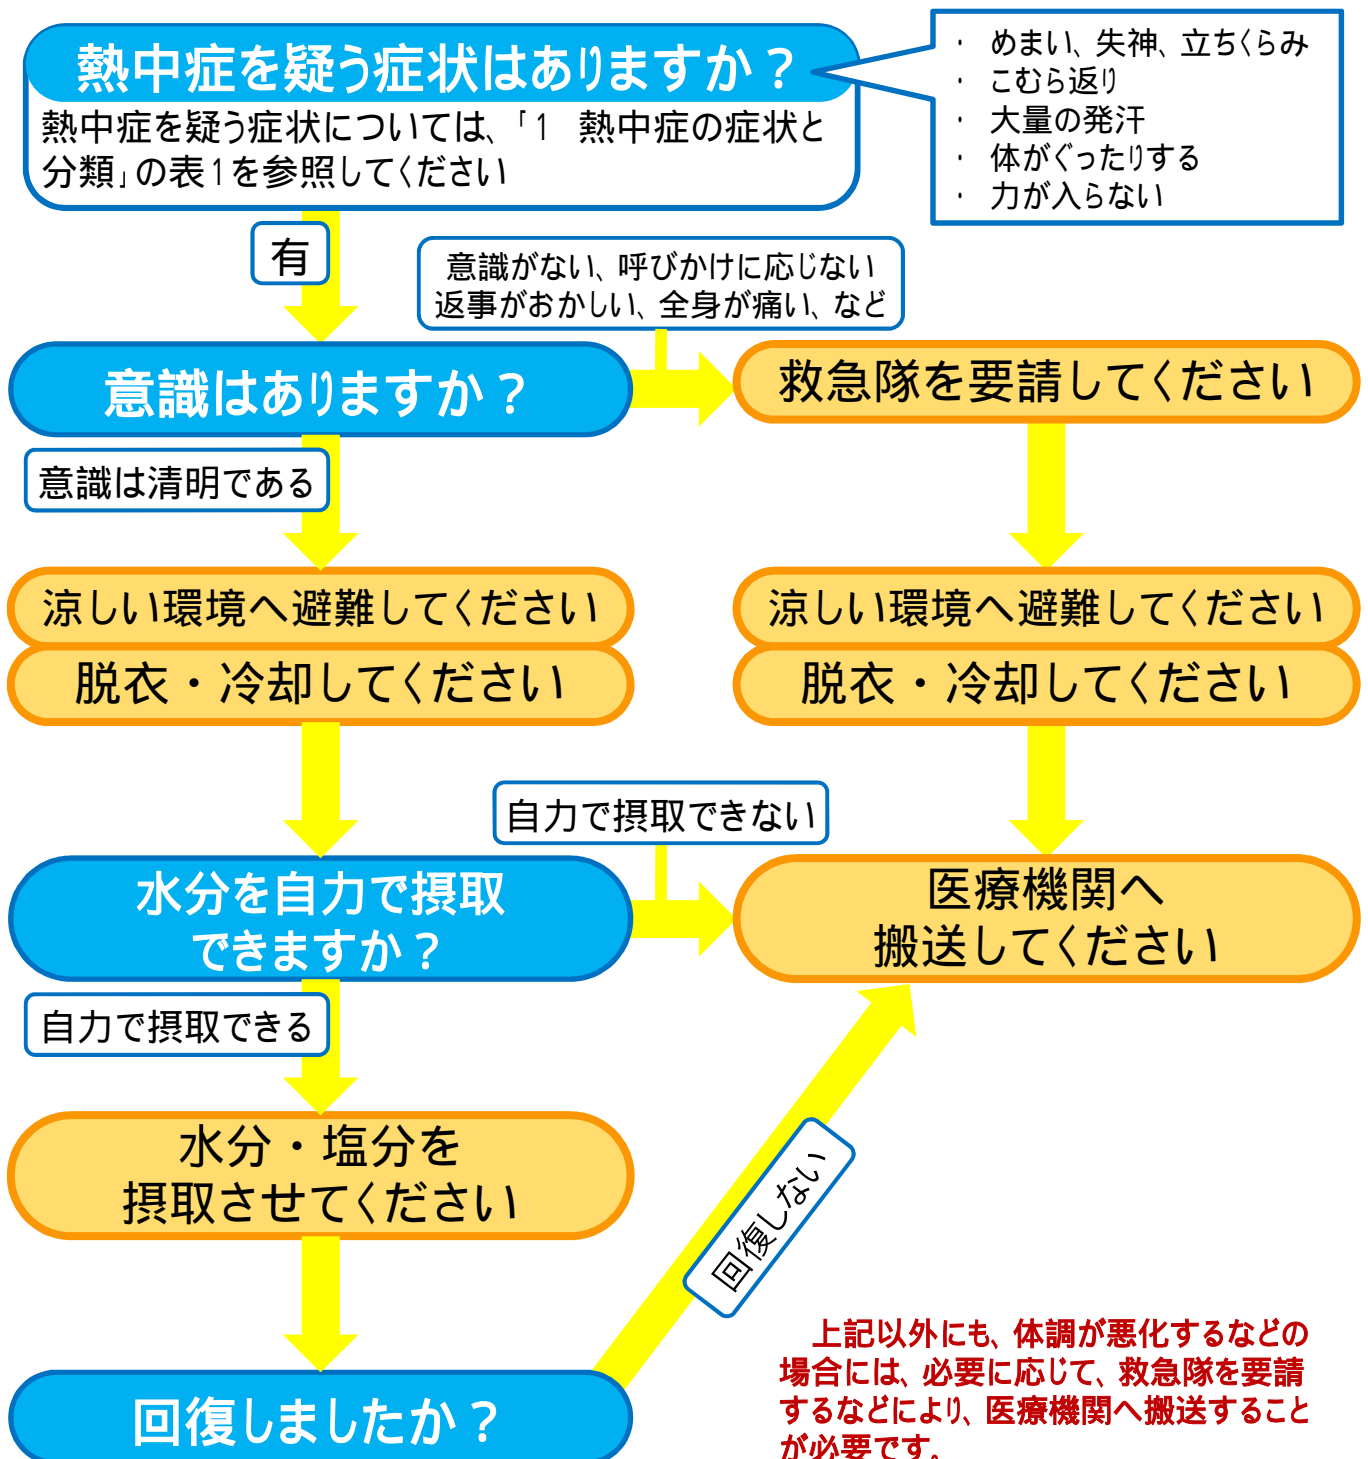 熱中症を疑う症状はありますか？
熱中症を疑う症状については、「1　熱中症の症状と
分類」の表1を参照してください
・ めまい、失神、立ちくらみ
・ こむら返り
・ 大量の発汗
・ 体がぐったりする
・ 力が入らない
有
意識がない、呼びかけに応じない
返事がおかしい、全身が痛い、など
意識はありますか？
救急隊を要請してください
意識は清明である
涼しい環境へ避難してください
脱衣・冷却してください
涼しい環境へ避難してください
脱衣・冷却してください
自力で摂取できない
水分を自力で摂取
できますか？
医療機関へ
搬送してください
自力で摂取できる
水分・塩分を
摂取させてください
回復しない
回復しましたか？
上記以外にも、体調が悪化するなどの
場合には、必要に応じて、救急隊を要請
するなどにより、医療機関へ搬送すること
が必要です。